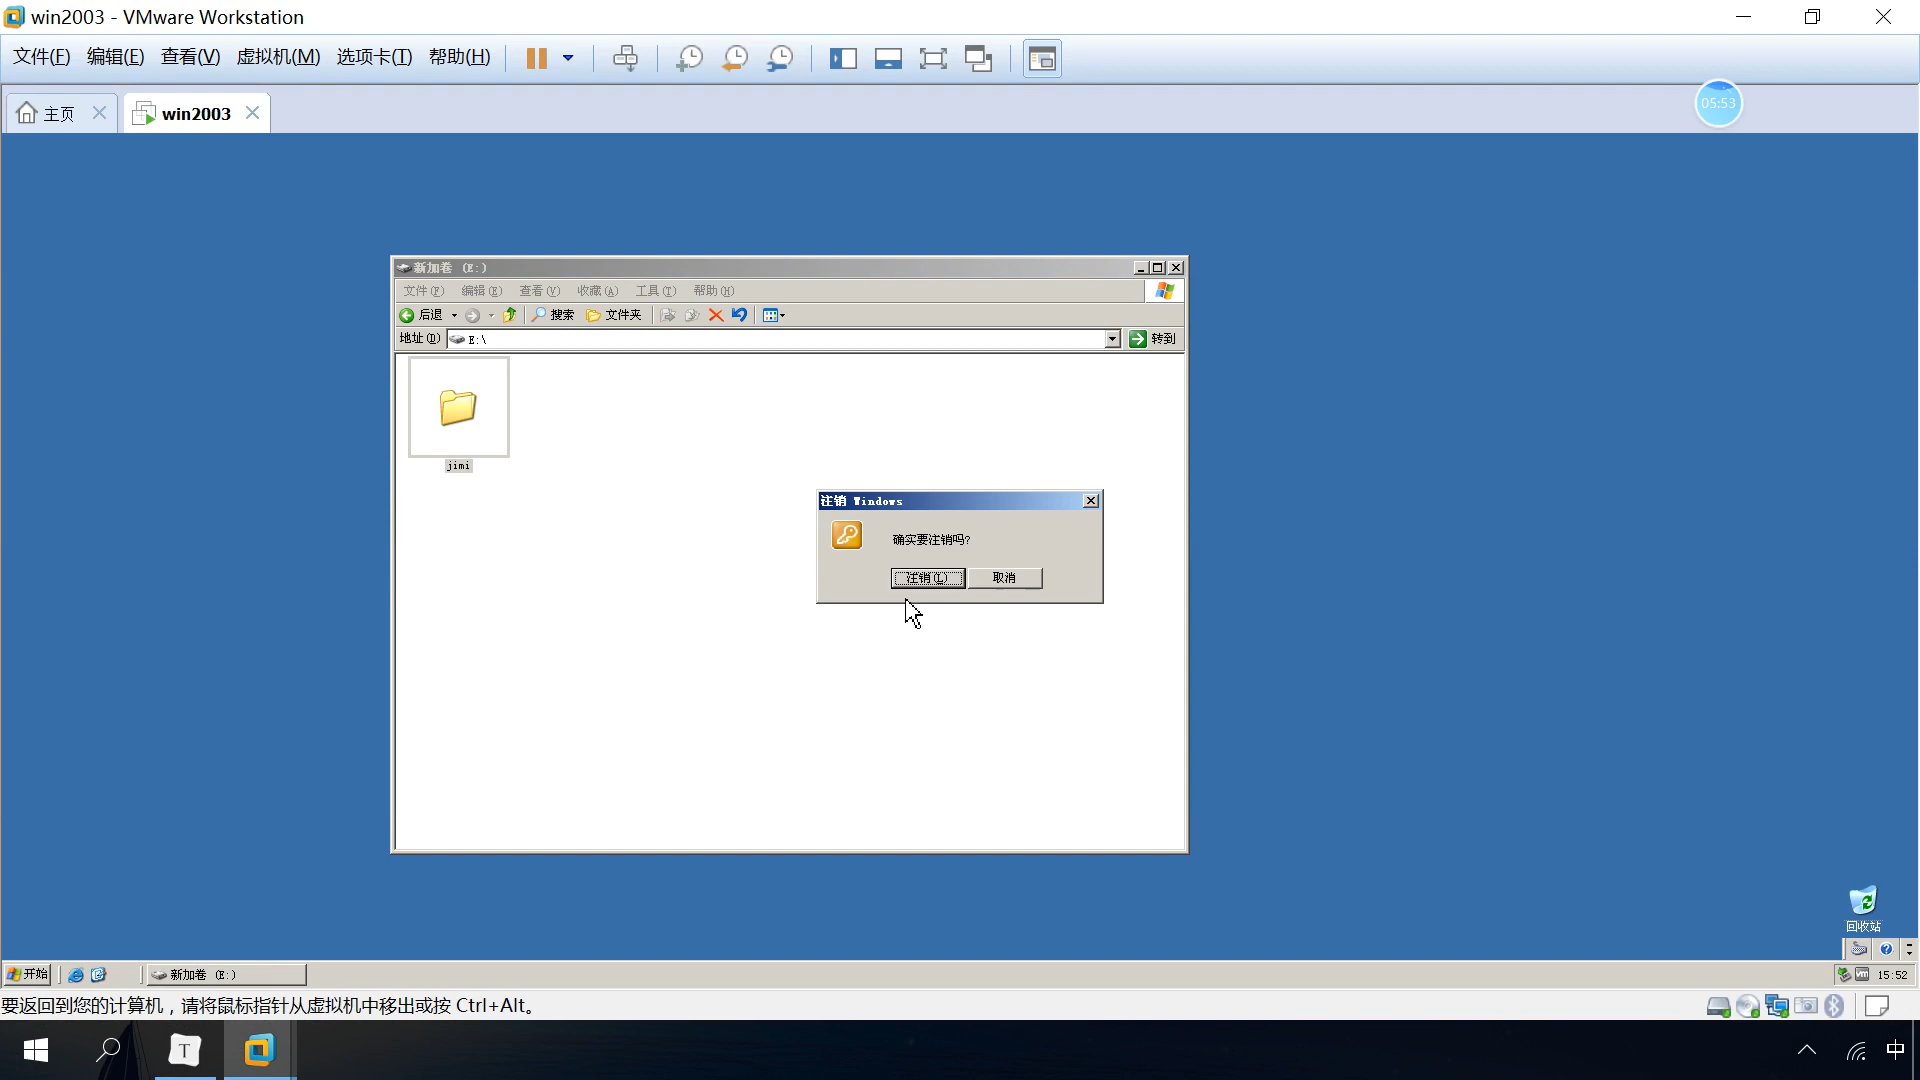 win2003 - VMware Workstation
文件(F) 编辑(E) 查看(V) 虚拟机(M) 选项卡(T) 帮助(H)
主页 win2003
05:53
新加卷 (E:)
文件(F) 编辑(E) 查看(V) 收藏(A) 工具(T) 帮助(H)
后退 搜索 文件夹
地址(D) E:\ 转到
jimi
注销 Windows
确实要注销吗?
注销(L) 取消
回收站
开始 新加卷 (E:) 15:52
要返回到您的计算机，请将鼠标指针从虚拟机中移出或按 Ctrl+Alt。
T 中